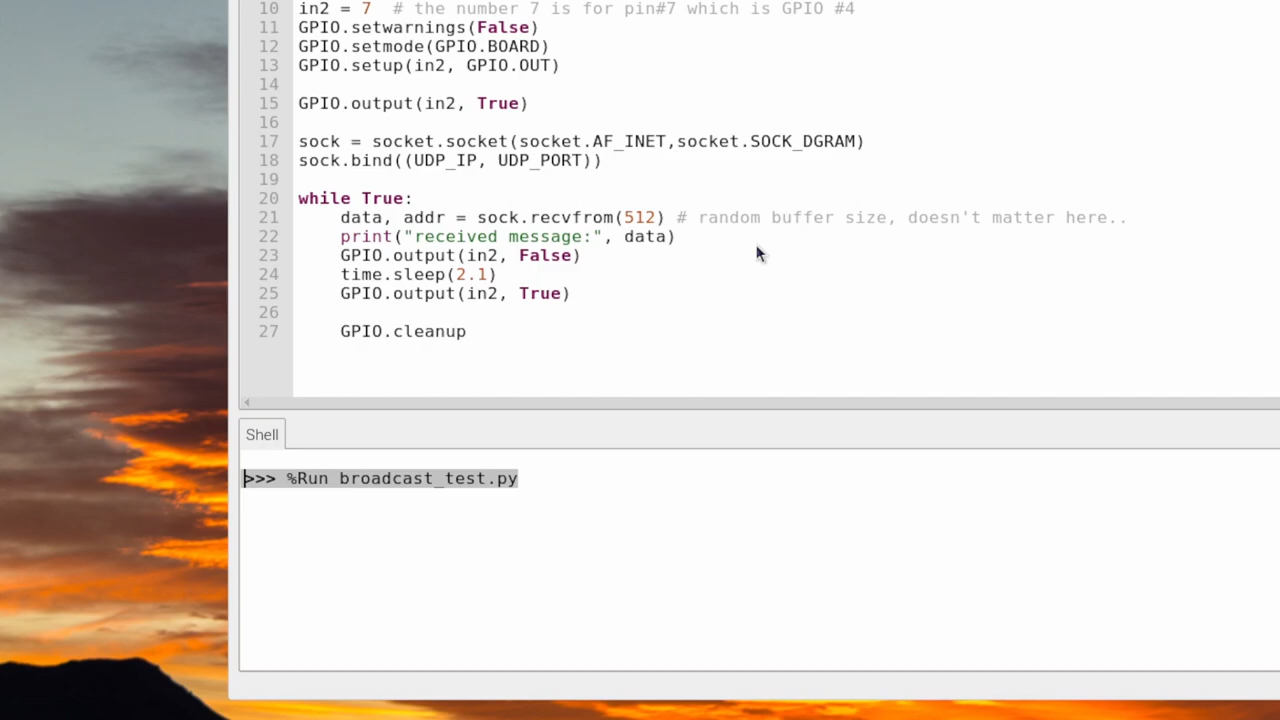 10 in2 = 7  # the number 7 is for pin#7 which is GPIO #4
11 GPIO.setwarnings(False)
12 GPIO.setmode(GPIO.BOARD)
13 GPIO.setup(in2, GPIO.OUT)
14
15 GPIO.output(in2, True)
16
17 sock = socket.socket(socket.AF_INET,socket.SOCK_DGRAM)
18 sock.bind((UDP_IP, UDP_PORT))
19
20 while True:
21     data, addr = sock.recvfrom(512) # random buffer size, doesn't matter here..
22     print("received message:", data)
23     GPIO.output(in2, False)
24     time.sleep(2.1)
25     GPIO.output(in2, True)
26
27     GPIO.cleanup
Shell
>>> %Run broadcast_test.py